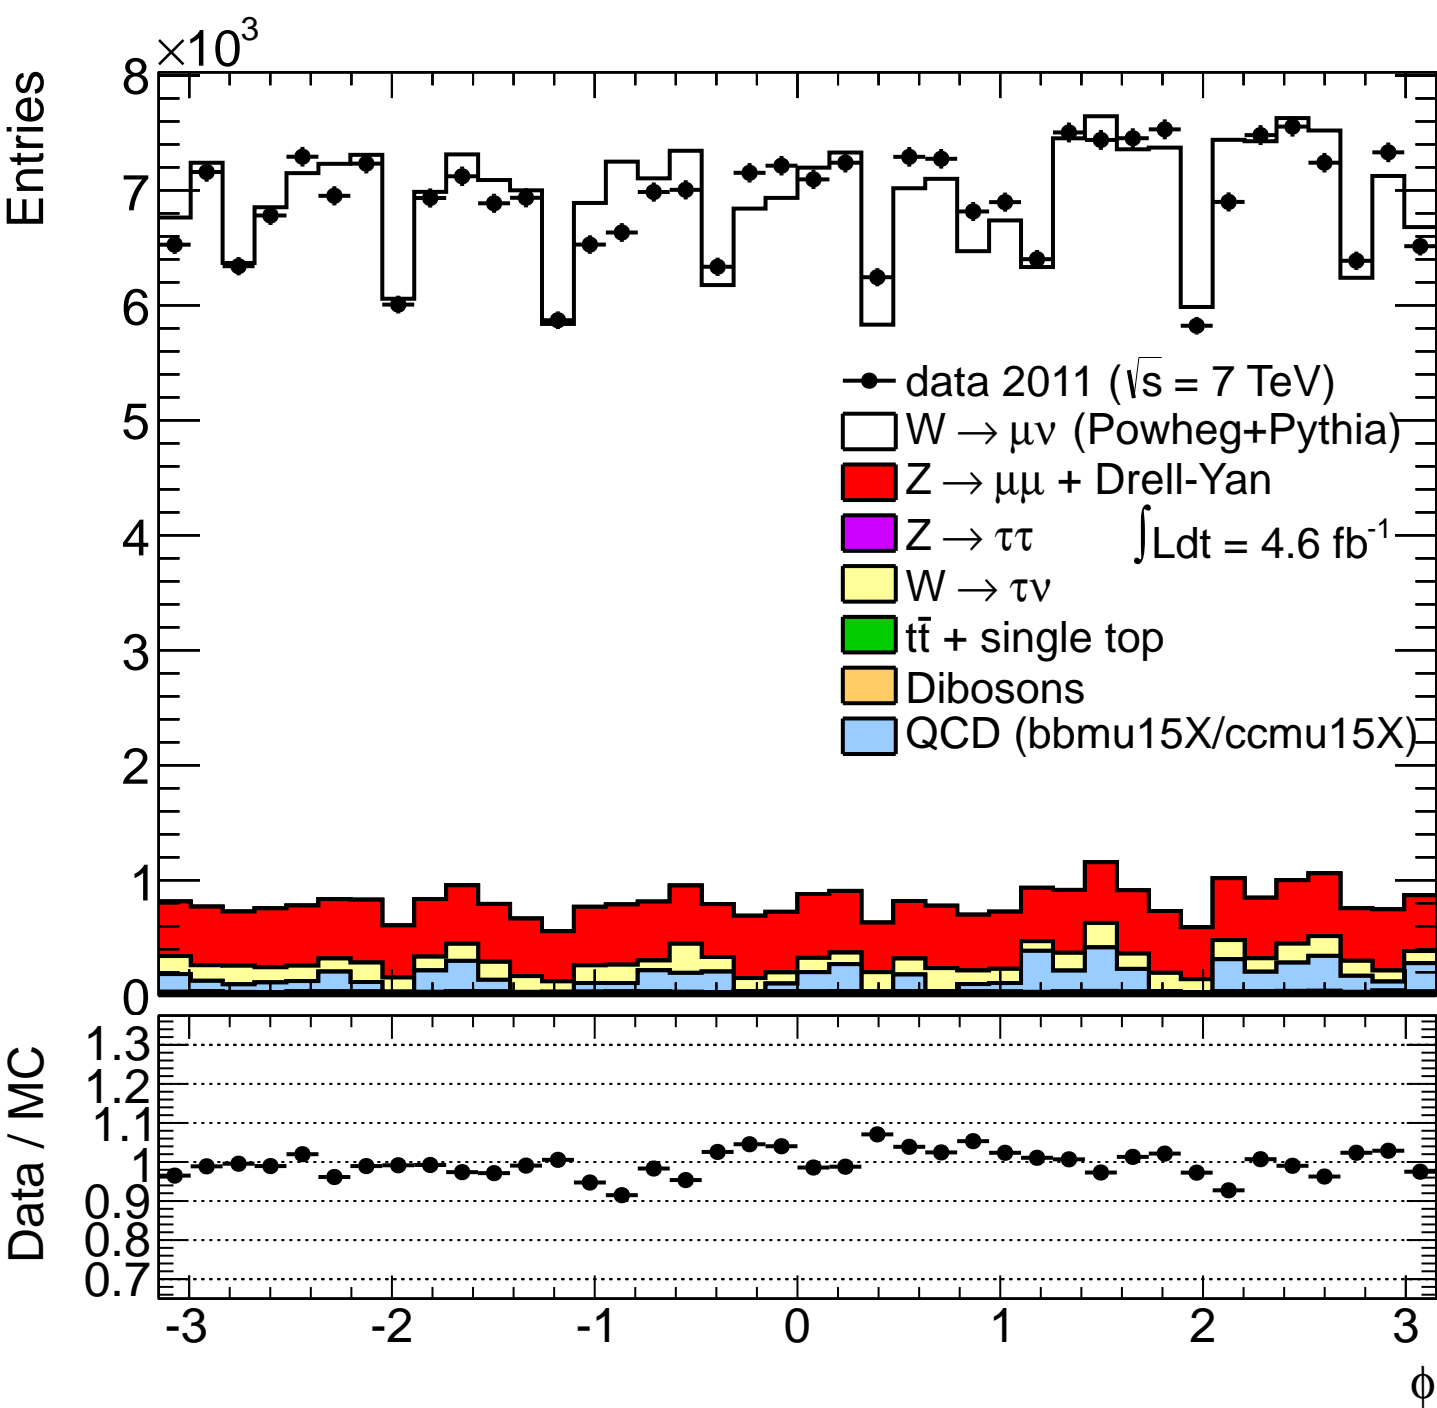 ×10³
Entries
8
7
6
5
4
3
2
1
0
data 2011 (√s = 7 TeV)
W → μν (Powheg+Pythia)
Z → μμ + Drell-Yan
Z → ττ
∫Ldt = 4.6 fb⁻¹
W → τν
tt̄ + single top
Dibosons
QCD (bbmu15X/ccmu15X)
Data / MC
1.3
1.2
1.1
1
0.9
0.8
0.7
-3 -2 -1 0 1 2 3
ϕ